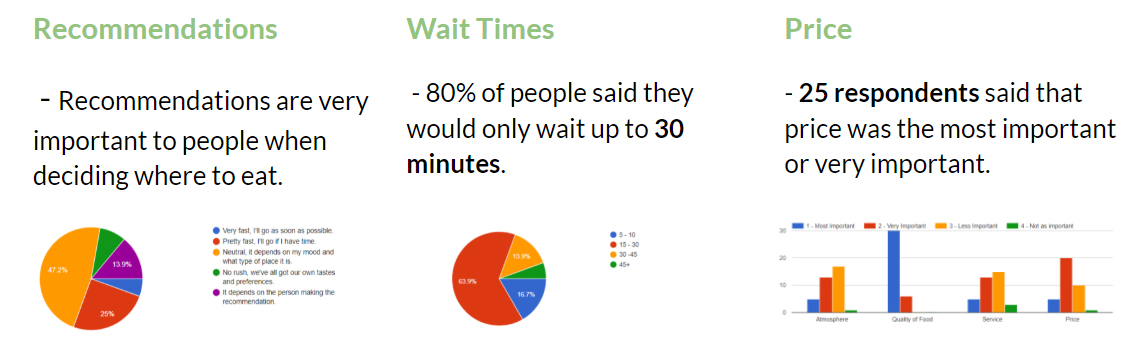 Recommendations
- Recommendations are very
important to people when
deciding where to eat.
47.2%
13.9%
25%
Very fast, I'll go as soon as possible.
Pretty fast, I'll go if I have time.
Neutral, it depends on my mood and
what type of place it is.
No rush, we've all got our own tastes
and preferences.
It depends on the person making the
recommendation.
Wait Times
- 80% of people said they
would only wait up to 30
minutes.
13.9%
63.9%
16.7%
5 - 10
15 - 30
30 -45
45+
Price
- 25 respondents said that
price was the most important
or very important.
1 - Most Important
2 - Very Important
3 - Less Important
4 - Not as important
30
20
10
0
Atmosphere
Quality of Food
Service
Price